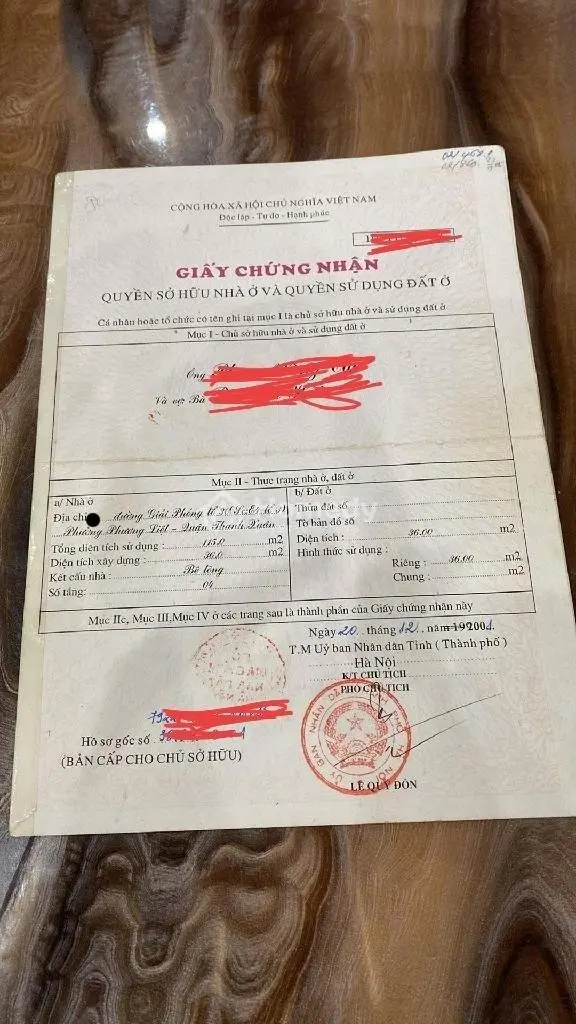 CỘNG HÒA XÃ HỘI CHỦ NGHĨA VIỆT NAM
Độc lập - Tự do - Hạnh phúc
GIẤY CHỨNG NHẬN
QUYỀN SỞ HỮU NHÀ Ở VÀ QUYỀN SỬ DỤNG ĐẤT Ở
Cá nhân hoặc tổ chức có tên ghi tại mục I là chủ sở hữu nhà ở và sử dụng đất ở
Mục I - Chủ sở hữu nhà ở và sử dụng đất ở
Ông
Và vợ Bà
Mục II - Thực trạng nhà ở, đất ở
a/ Nhà ở
Địa chỉ đường Giải Phóng
Phường Phương Liệt - Quận Thanh Xuân
Tổng diện tích sử dụng : 115.0 m2
Diện tích xây dựng : 36.0 m2
Kết cấu nhà : Bê tông
Số tầng: 04
b/ Đất ở
Thửa đất số
Tờ bản đồ số
Diện tích : 36.00 m2
Hình thức sử dụng :
Riêng : 36.00 m2
Chung : m2
Mục IIc, Mục III,Mục IV ở các trang sau là thành phần của Giấy chứng nhận này
Ngày 20 tháng 12 năm 192001
T.M Uỷ ban Nhân dân Tỉnh ( Thành phố )
Hà Nội
K/T CHỦ TỊCH
PHÓ CHỦ TỊCH
Hồ sơ gốc số
(BẢN CẤP CHO CHỦ SỞ HỮU)
LÊ QUÝ ĐÔN